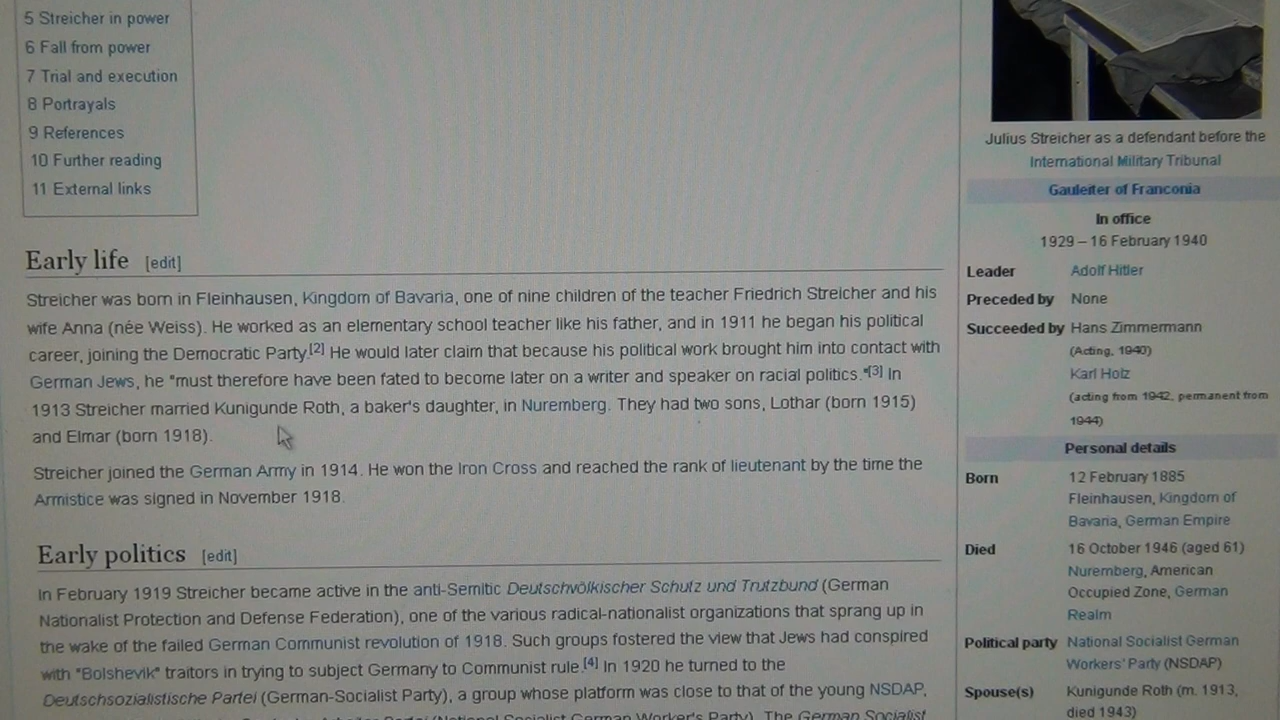 5 Streicher in power
6 Fall from power
7 Trial and execution
8 Portrayals
9 References
10 Further reading
11 External links
Early life [edit]
Streicher was born in Fleinhausen, Kingdom of Bavaria, one of nine children of the teacher Friedrich Streicher and his
wife Anna (née Weiss). He worked as an elementary school teacher like his father, and in 1911 he began his political
career, joining the Democratic Party.[2] He would later claim that because his political work brought him into contact with
German Jews, he "must therefore have been fated to become later on a writer and speaker on racial politics."[3] In
1913 Streicher married Kunigunde Roth, a baker's daughter, in Nuremberg. They had two sons, Lothar (born 1915)
and Elmar (born 1918).
Streicher joined the German Army in 1914. He won the Iron Cross and reached the rank of lieutenant by the time the
Armistice was signed in November 1918.
Early politics [edit]
In February 1919 Streicher became active in the anti-Semitic Deutschvölkischer Schutz und Trutzbund (German
Nationalist Protection and Defense Federation), one of the various radical-nationalist organizations that sprang up in
the wake of the failed German Communist revolution of 1918. Such groups fostered the view that Jews had conspired
with "Bolshevik" traitors in trying to subject Germany to Communist rule.[4] In 1920 he turned to the
Deutschsozialistische Partei (German-Socialist Party), a group whose platform was close to that of the young NSDAP,
(National Socialist German Worker's Party). The German Socialist
Julius Streicher as a defendant before the
International Military Tribunal
Gauleiter of Franconia
In office
1929 – 16 February 1940
Leader Adolf Hitler
Preceded by None
Succeeded by Hans Zimmermann
(Acting, 1940)
Karl Holz
(acting from 1942, permanent from
1944)
Personal details
Born 12 February 1885
Fleinhausen, Kingdom of
Bavaria, German Empire
Died 16 October 1946 (aged 61)
Nuremberg, American
Occupied Zone, German
Realm
Political party National Socialist German
Workers' Party (NSDAP)
Spouse(s) Kunigunde Roth (m. 1913,
died 1943)